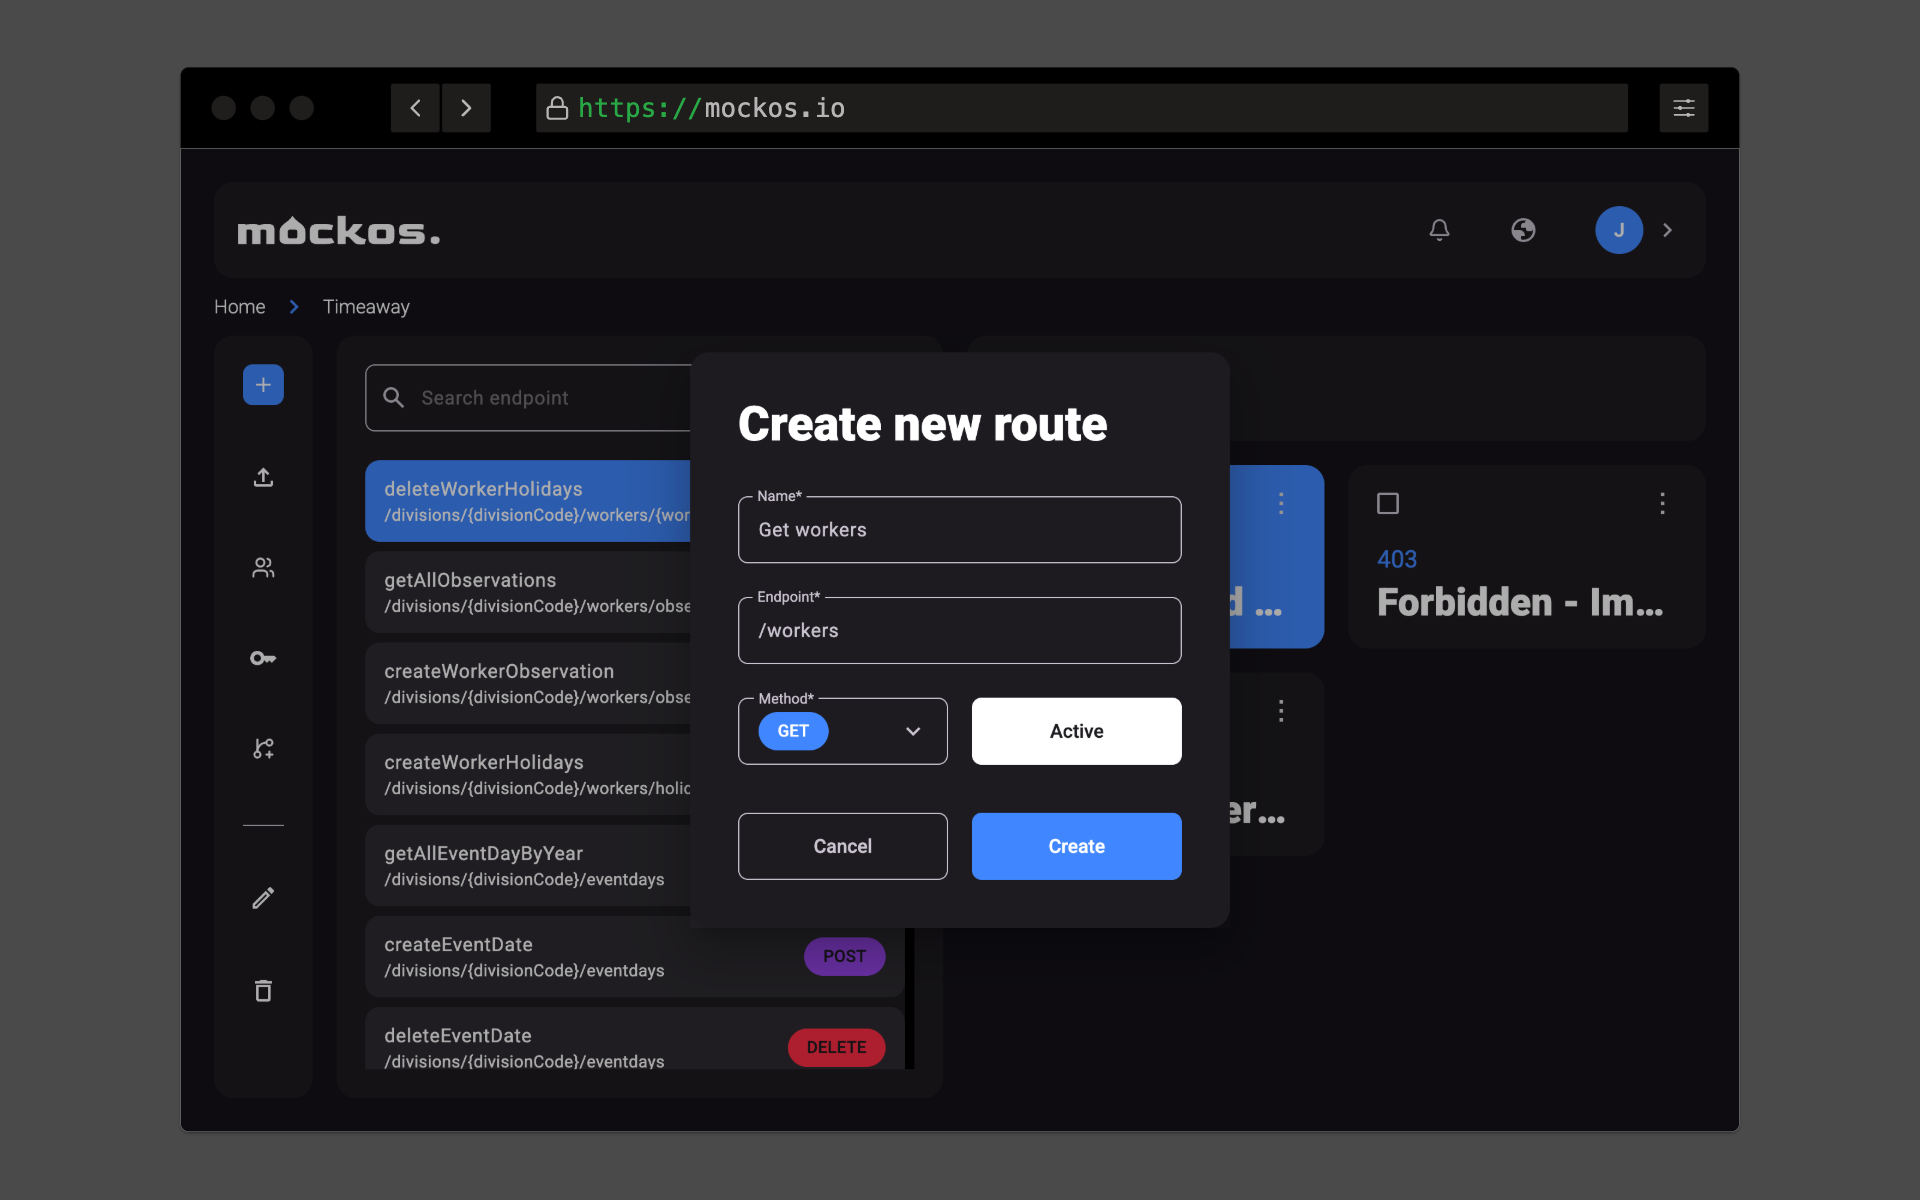 https://mockos.io
mockos.
J
Home
Timeaway
Search endpoint
deleteWorkerHolidays
/divisions/{divisionCode}/workers/{wor
getAllObservations
/divisions/{divisionCode}/workers/obse
createWorkerObservation
/divisions/{divisionCode}/workers/obse
createWorkerHolidays
/divisions/{divisionCode}/workers/holid
getAllEventDayByYear
/divisions/{divisionCode}/eventdays
createEventDate
/divisions/{divisionCode}/eventdays
POST
deleteEventDate
/divisions/{divisionCode}/eventdays
DELETE
Create new route
Name*
Get workers
Endpoint*
/workers
Method*
GET
Active
Cancel
Create
d ...
403
Forbidden - Im...
er...